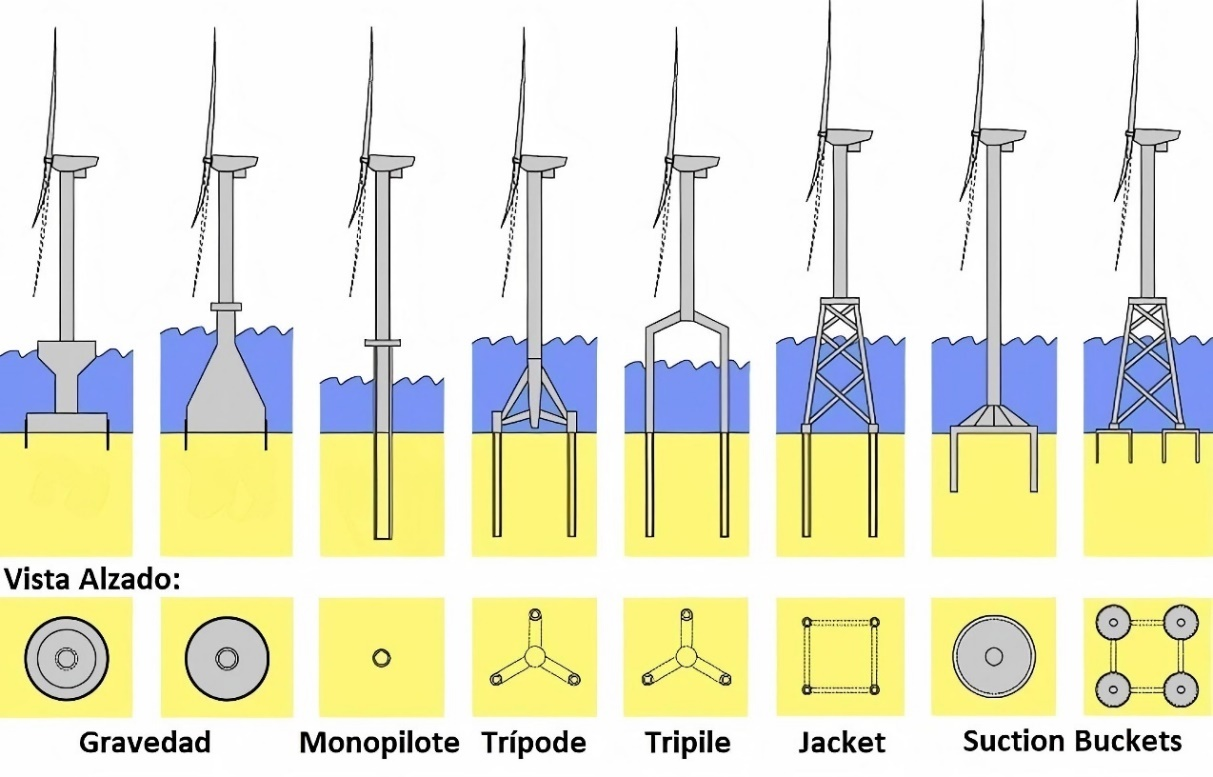 Vista Alzado:
Gravedad Monopilote Trípode Tripile Jacket Suction Buckets